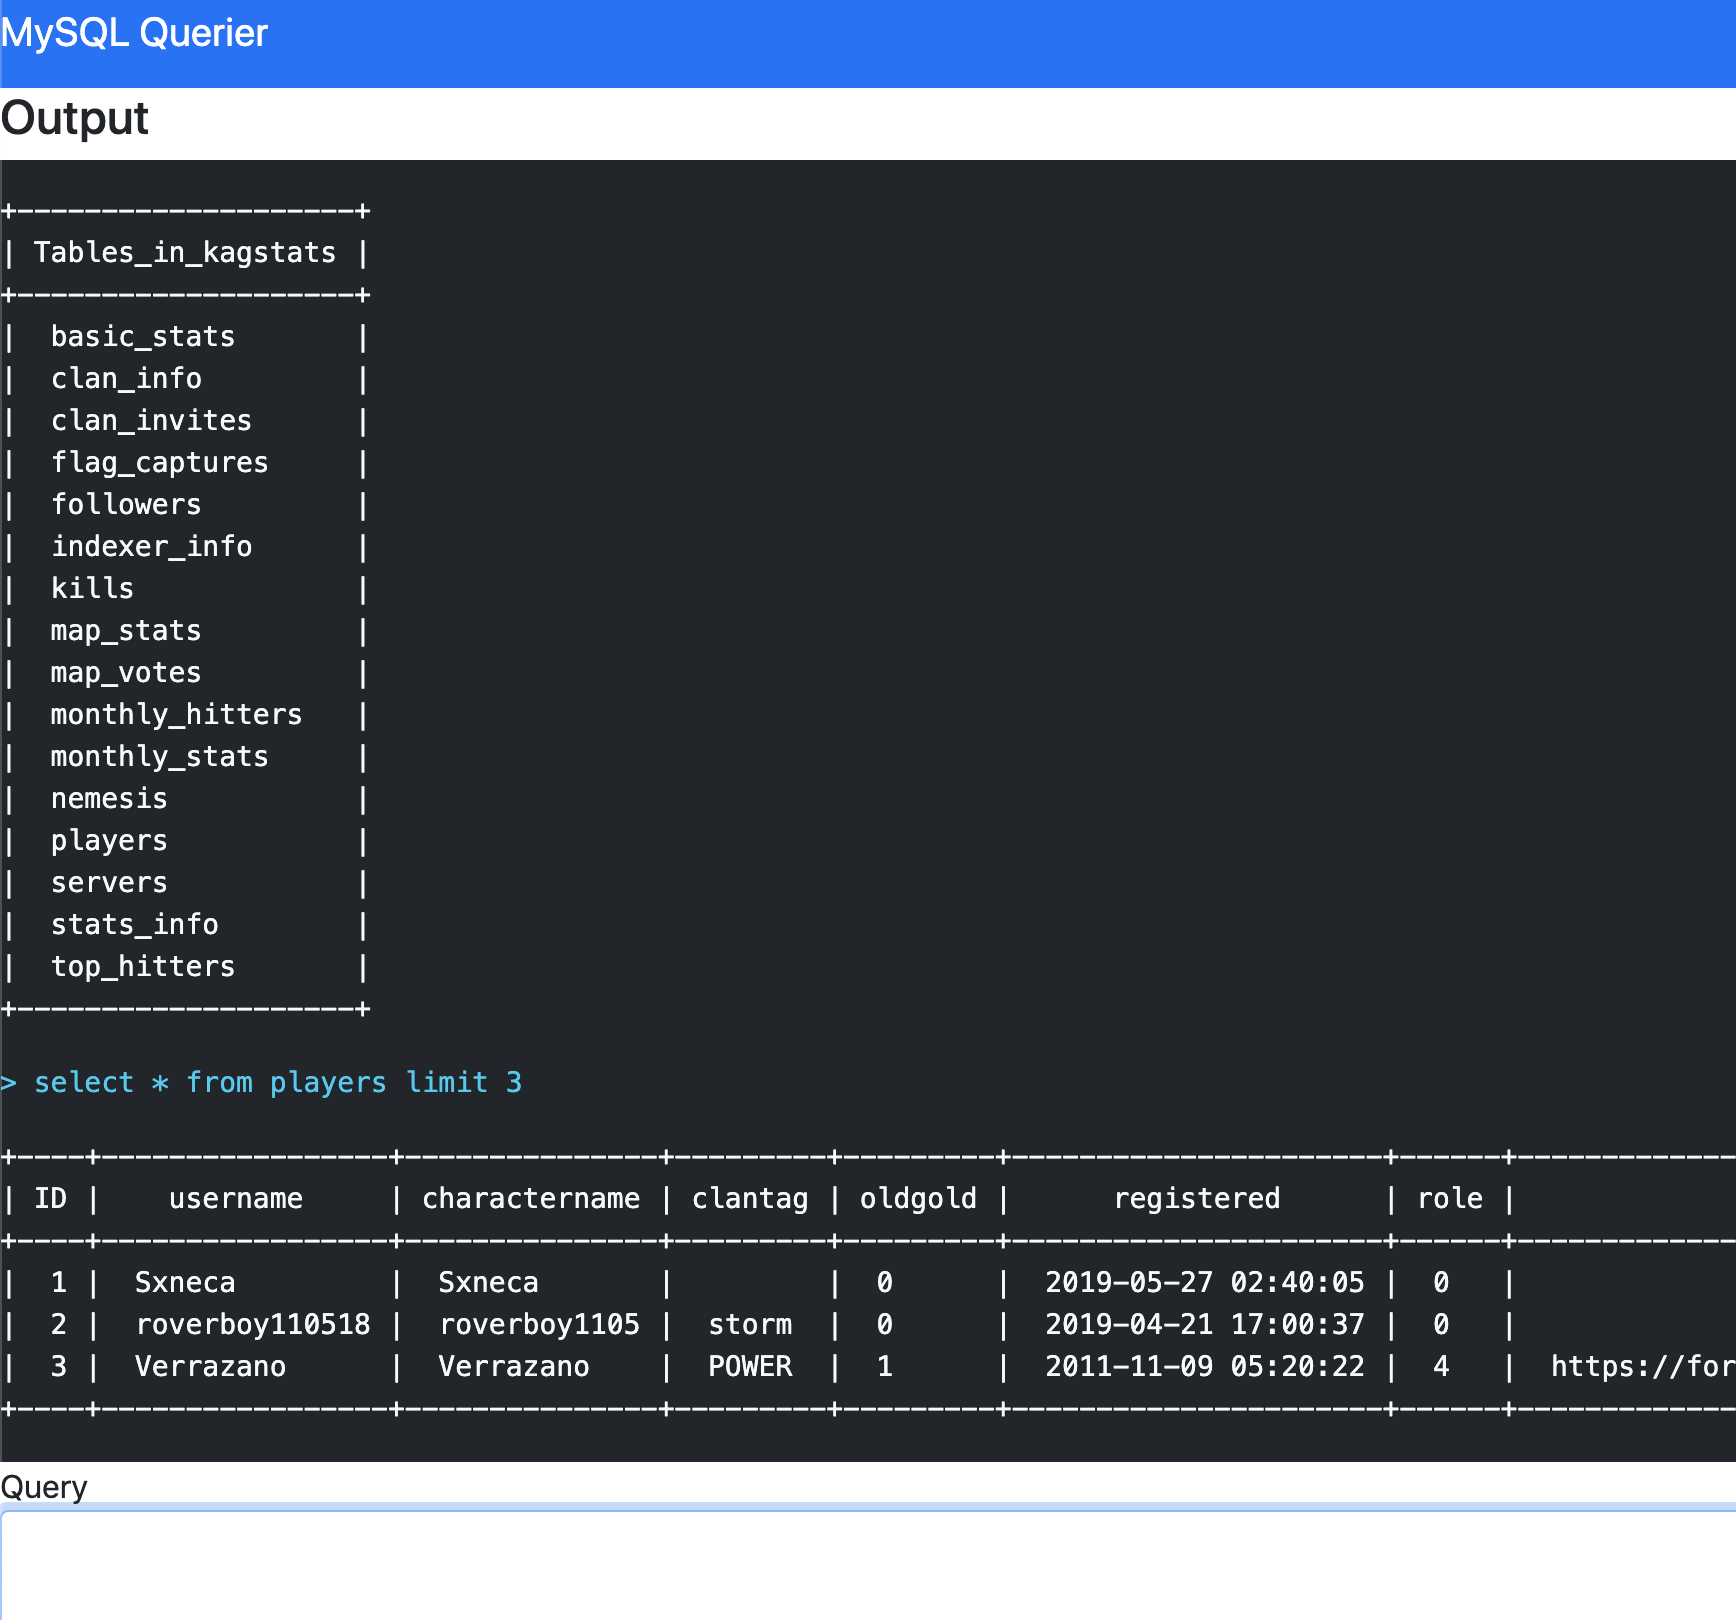 MySQL Querier
Output
+--------------------+
| Tables_in_kagstats |
+--------------------+
|  basic_stats       |
|  clan_info         |
|  clan_invites      |
|  flag_captures     |
|  followers         |
|  indexer_info      |
|  kills             |
|  map_stats         |
|  map_votes         |
|  monthly_hitters   |
|  monthly_stats     |
|  nemesis           |
|  players           |
|  servers           |
|  stats_info        |
|  top_hitters       |
+--------------------+
> select * from players limit 3
+----+-----------------+---------------+---------+---------+----------------------+------+-------------
| ID |    username     | charactername | clantag | oldgold |      registered      | role |
+----+-----------------+---------------+---------+---------+----------------------+------+-------------
|  1 |  Sxneca         |  Sxneca       |         |  0      |  2019-05-27 02:40:05 |  0   |
|  2 |  roverboy110518 |  roverboy1105 |  storm  |  0      |  2019-04-21 17:00:37 |  0   |
|  3 |  Verrazano      |  Verrazano    |  POWER  |  1      |  2011-11-09 05:20:22 |  4   |  https://for
+----+-----------------+---------------+---------+---------+----------------------+------+-------------
Query